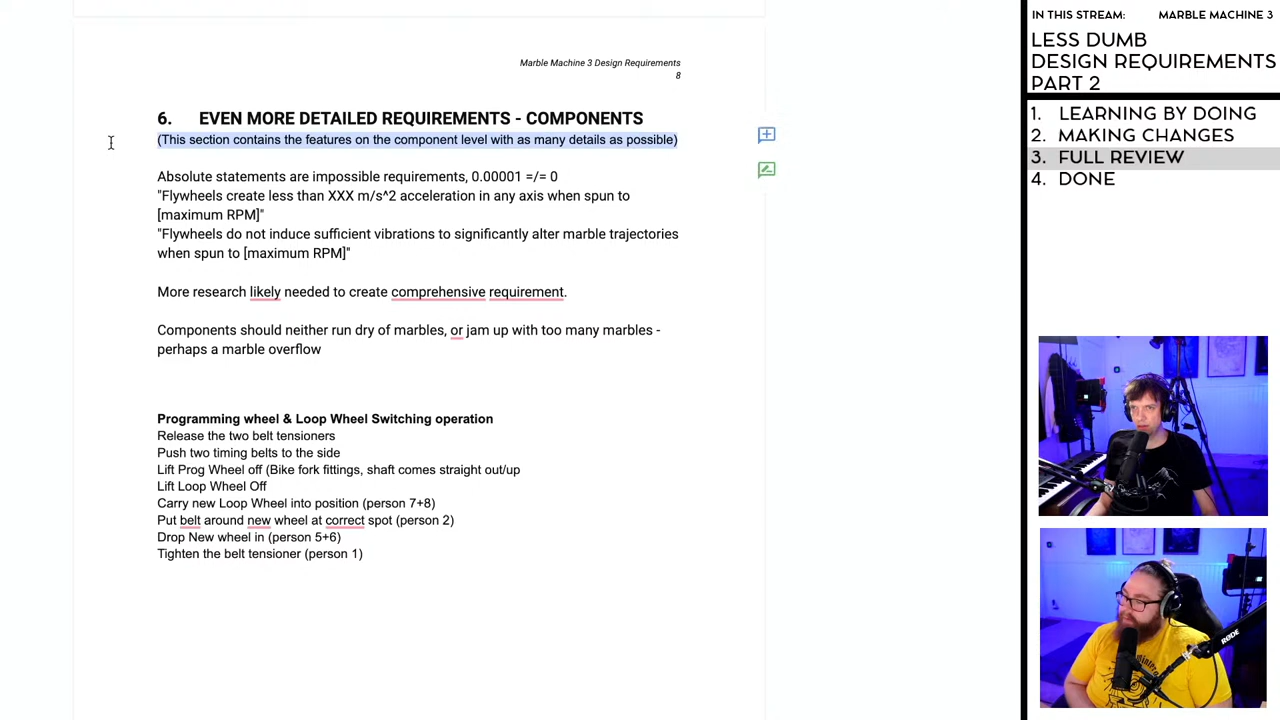 Marble Machine 3 Design Requirements
8
6. EVEN MORE DETAILED REQUIREMENTS - COMPONENTS
(This section contains the features on the component level with as many details as possible)
Absolute statements are impossible requirements, 0.00001 =/= 0
"Flywheels create less than XXX m/s^2 acceleration in any axis when spun to
[maximum RPM]"
"Flywheels do not induce sufficient vibrations to significantly alter marble trajectories
when spun to [maximum RPM]"
More research likely needed to create comprehensive requirement.
Components should neither run dry of marbles, or jam up with too many marbles -
perhaps a marble overflow
Programming wheel & Loop Wheel Switching operation
Release the two belt tensioners
Push two timing belts to the side
Lift Prog Wheel off (Bike fork fittings, shaft comes straight out/up
Lift Loop Wheel Off
Carry new Loop Wheel into position (person 7+8)
Put belt around new wheel at correct spot (person 2)
Drop New wheel in (person 5+6)
Tighten the belt tensioner (person 1)
IN THIS STREAM: MARBLE MACHINE 3
LESS DUMB
DESIGN REQUIREMENTS
PART 2
1. LEARNING BY DOING
2. MAKING CHANGES
3. FULL REVIEW
4. DONE
RØDE